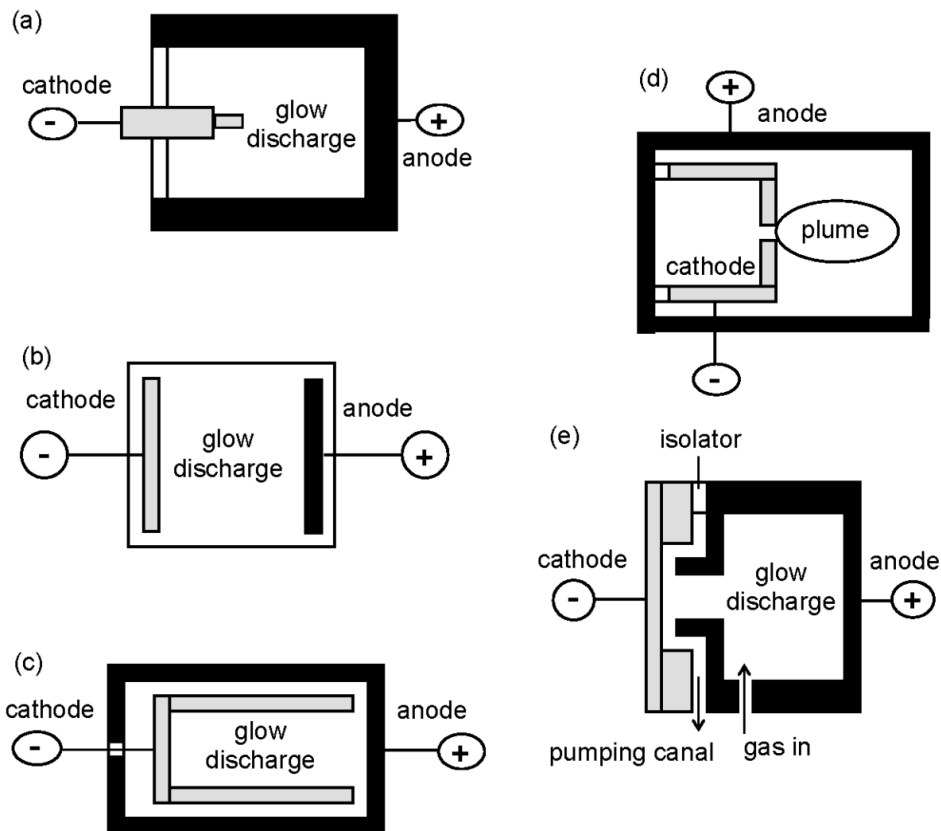 (a)
cathode
-
glow
discharge
+
anode
(b)
cathode
-
glow
discharge
anode
+
(c)
cathode
-
glow
discharge
anode
+
(d)
+
anode
cathode
plume
-
(e)
isolator
cathode
-
glow
discharge
anode
+
pumping canal
gas in